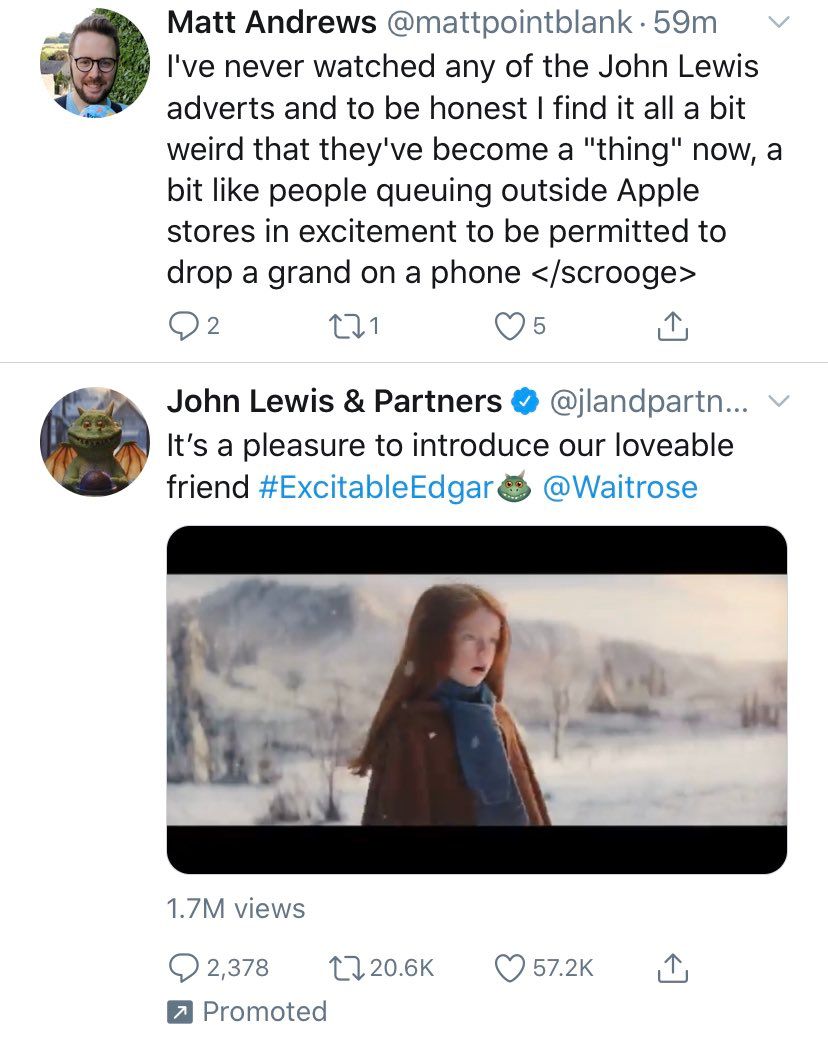 Matt Andrews @mattpointblank · 59m
I've never watched any of the John Lewis
adverts and to be honest I find it all a bit
weird that they've become a "thing" now, a
bit like people queuing outside Apple
stores in excitement to be permitted to
drop a grand on a phone </scrooge>
2 1 5
John Lewis & Partners @jlandpartn...
It’s a pleasure to introduce our loveable
friend #ExcitableEdgar @Waitrose
1.7M views
2,378 20.6K 57.2K
Promoted